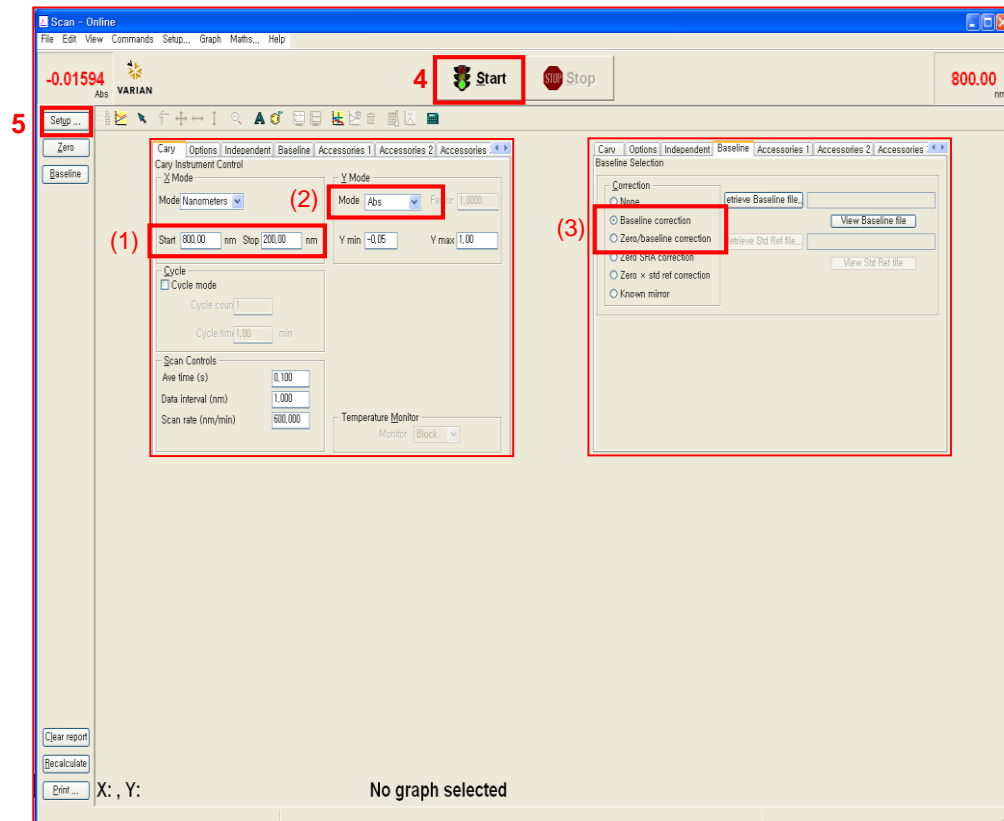 Scan - Online
File Edit View Commands Setup... Graph Maths... Help
-0.01594
Abs
VARIAN
4
Start
STOP Stop
800.00
nm
5
Setup ...
Zero
Baseline
Cary Options Independent Baseline Accessories 1 Accessories 2 Accessories
Cary Instrument Control
X Mode
Mode Nanometers
(1)
Start 800,00 nm Stop 200,00 nm
(2)
Y Mode
Mode Abs Factor 1,0000
Y min -0,05 Y max 1,00
Cycle
Cycle mode
Cycle coun 1
Cycle tim 1,00 min
Scan Controls
Ave time (s) 0,100
Data interval (nm) 1,000
Scan rate (nm/min) 600,000
Temperature Monitor
Monitor Block
Cary Options Independent Baseline Accessories 1 Accessories 2 Accessories
Baseline Selection
Correction
None
(3)
Baseline correction
Zero/baseline correction
Zero SRA correction
Zero × std ref correction
Known mirror
etrieve Baseline file...
View Baseline file
etrieve Std Ref file...
View Std Ref file
Clear report
Recalculate
Print ...
X: , Y:
No graph selected